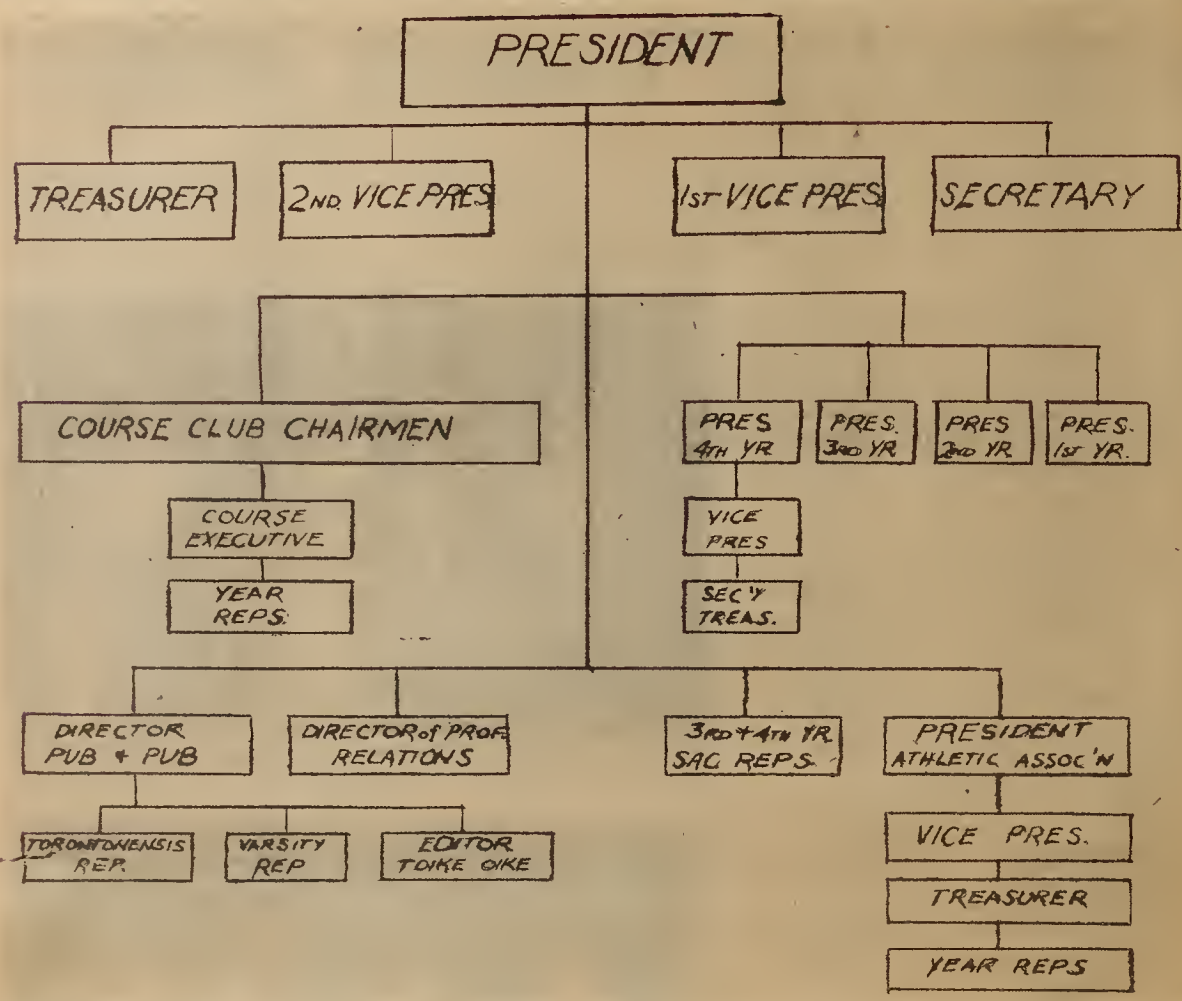 PRESIDENT
TREASURER
2ND. VICE PRES
1ST VICE PRES
SECRETARY
COURSE CLUB CHAIRMEN
PRES
4TH YR
PRES.
3RD YR
PRES
2ND YR
PRES.
1ST YR.
COURSE
EXECUTIVE
VICE
PRES
YEAR
REPS.
SEC'Y
TREAS.
DIRECTOR
PUB + PUB
DIRECTOR of PROF.
RELATIONS
3RD + 4TH YR
SAC REPS.
PRESIDENT
ATHLETIC ASSOC'N
TORONTONENSIS
REP.
VARSITY
REP
EDITOR
TOIKE OIKE
VICE PRES.
TREASURER
YEAR REPS